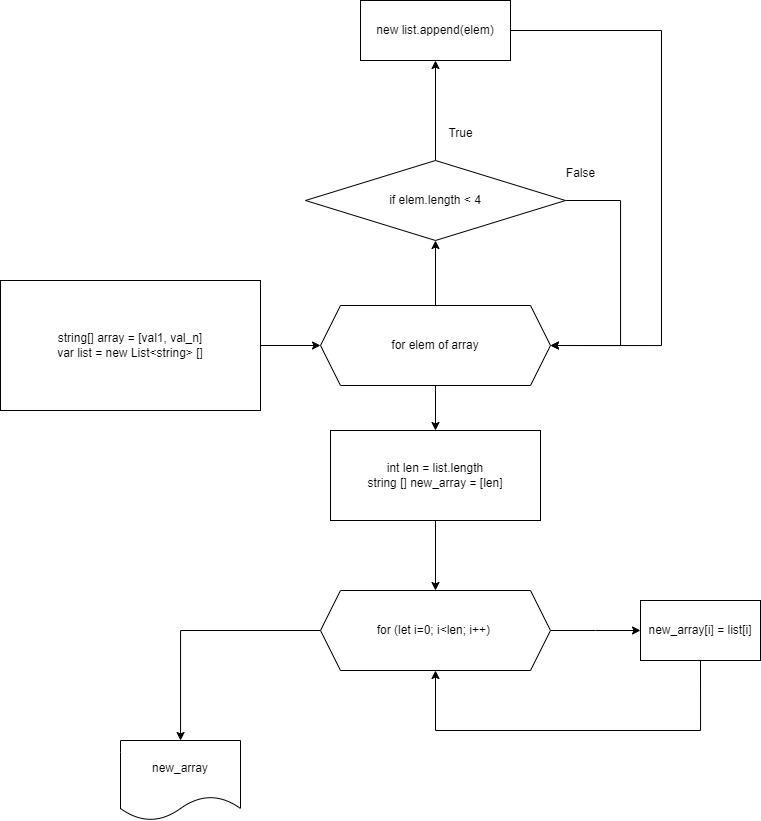 new list.append(elem)
True
False
if elem.length < 4
string[] array = [val1, val_n]
var list = new List<string> []
for elem of array
int len = list.length
string [] new_array = [len]
for (let i=0; i<len; i++)
new_array[i] = list[i]
new_array